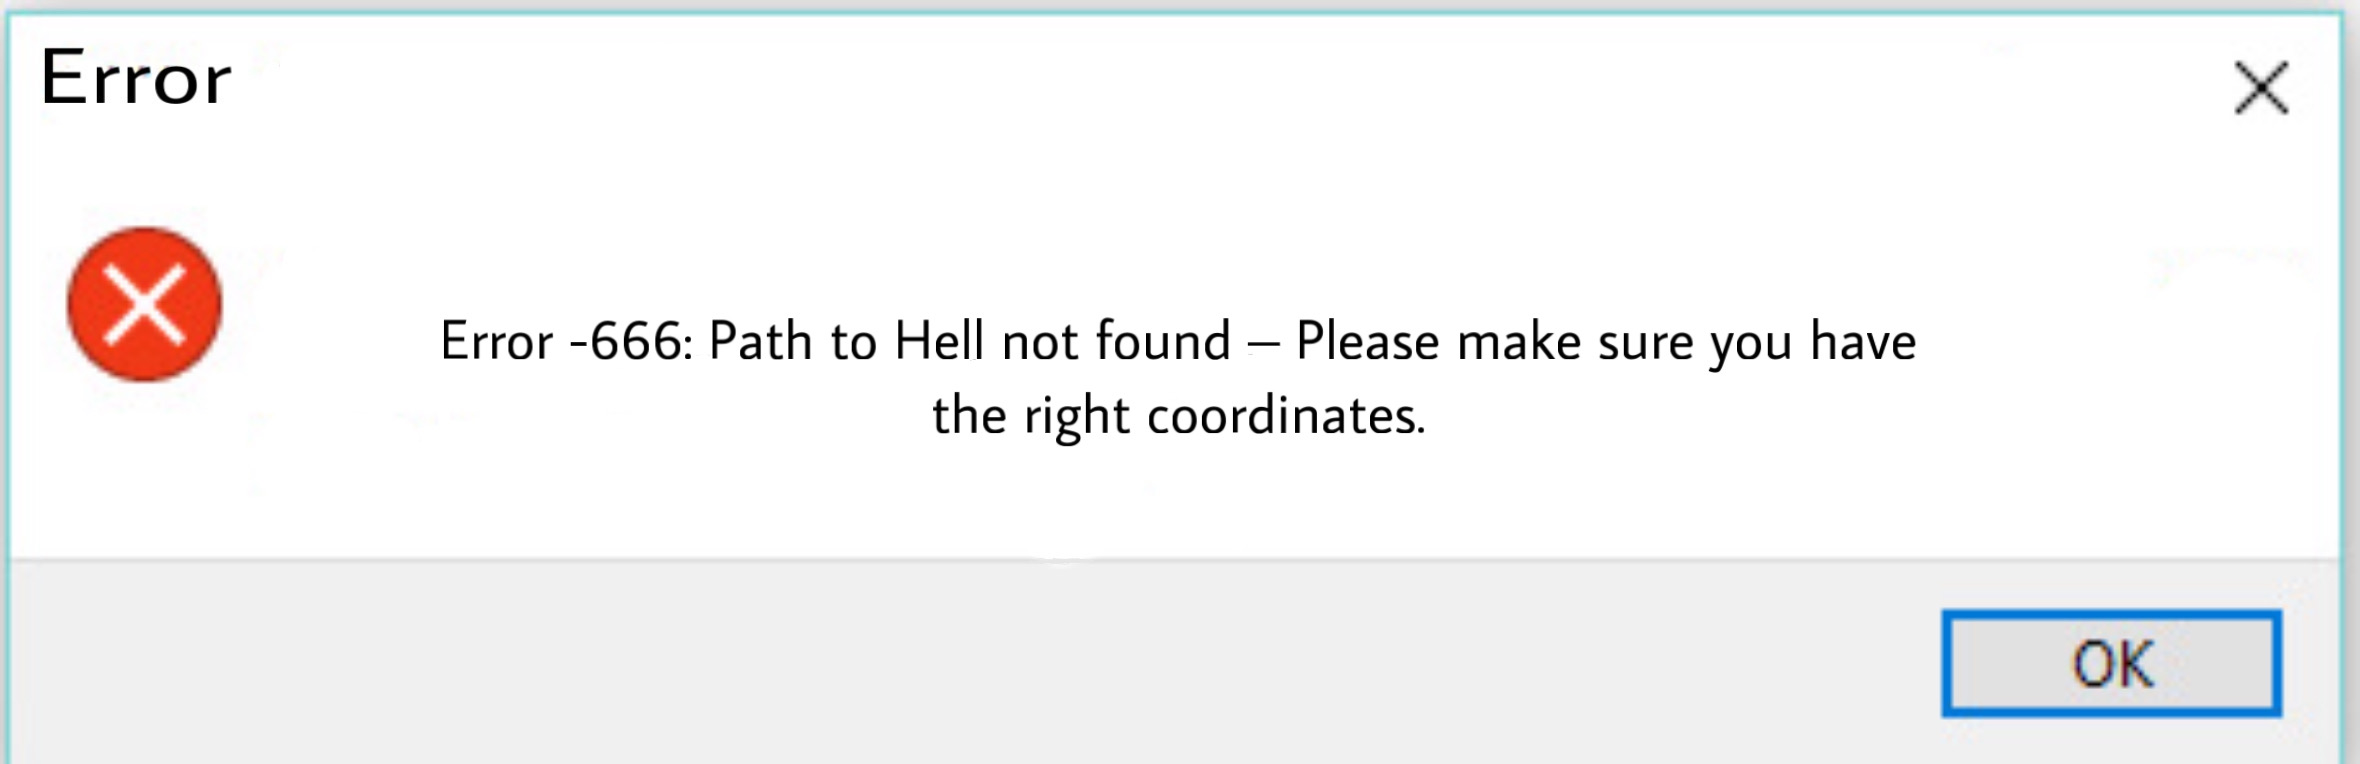 Error
Error -666: Path to Hell not found – Please make sure you have
the right coordinates.
OK